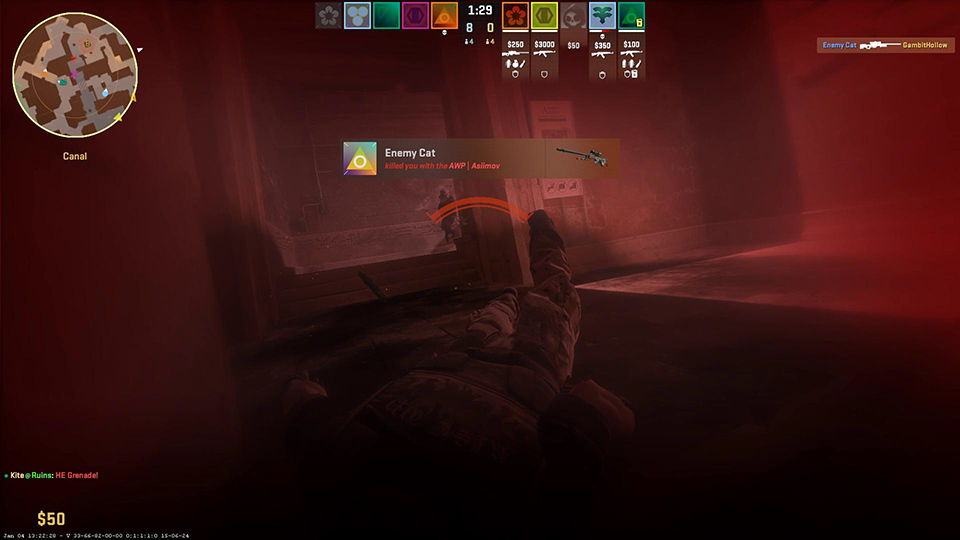 1:29
8 0
4 4
$250 $3000 $50 $350 $100
Enemy Cat GambitHollow
Canal
Enemy Cat
killed you with the AWP | Asiimov
Kite@Ruins: HE Grenade!
$50